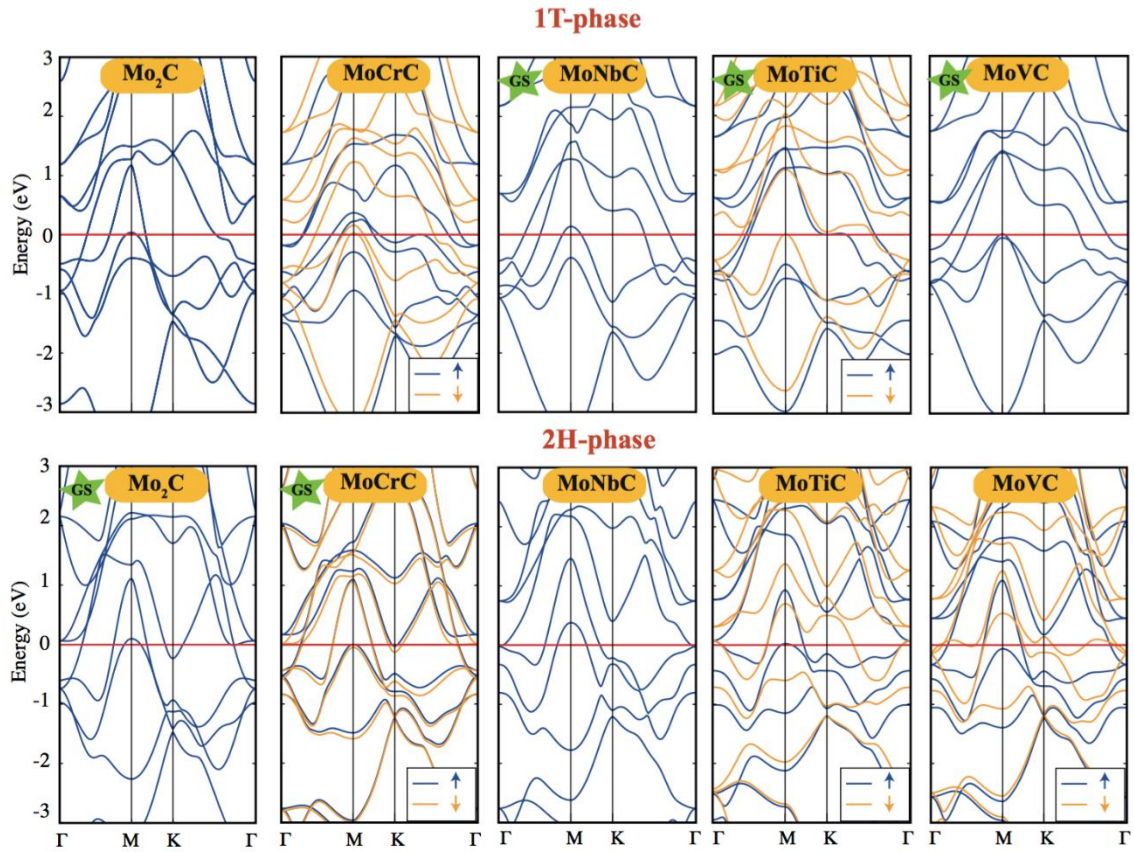 1T-phase
Mo₂C MoCrC MoNbC MoTiC MoVC
GS GS GS
Energy (eV)
3
2
1
0
-1
-2
-3
↑ ↑
↓ ↓
2H-phase
Mo₂C MoCrC MoNbC MoTiC MoVC
GS GS
Energy (eV)
3
2
1
0
-1
-2
-3
↑ ↑ ↑
↓ ↓ ↓
Γ M K Γ Γ M K Γ Γ M K Γ Γ M K Γ Γ M K Γ